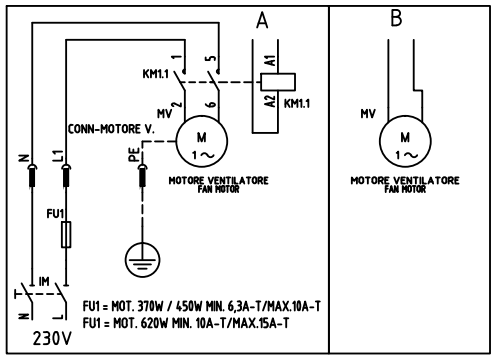 A
B
1
5
A1
KM1.1
2
6
A2
KM1.1
MV
MV
CONN-MOTORE V.
M
1~
M
1~
N
L1
PE
MOTORE VENTILATORE
FAN MOTOR
MOTORE VENTILATORE
FAN MOTOR
FU1
IM
N
L
230V
FU1 = MOT. 370W / 450W MIN. 6,3A-T/MAX.10A-T
FU1 = MOT. 620W MIN. 10A-T/MAX.15A-T